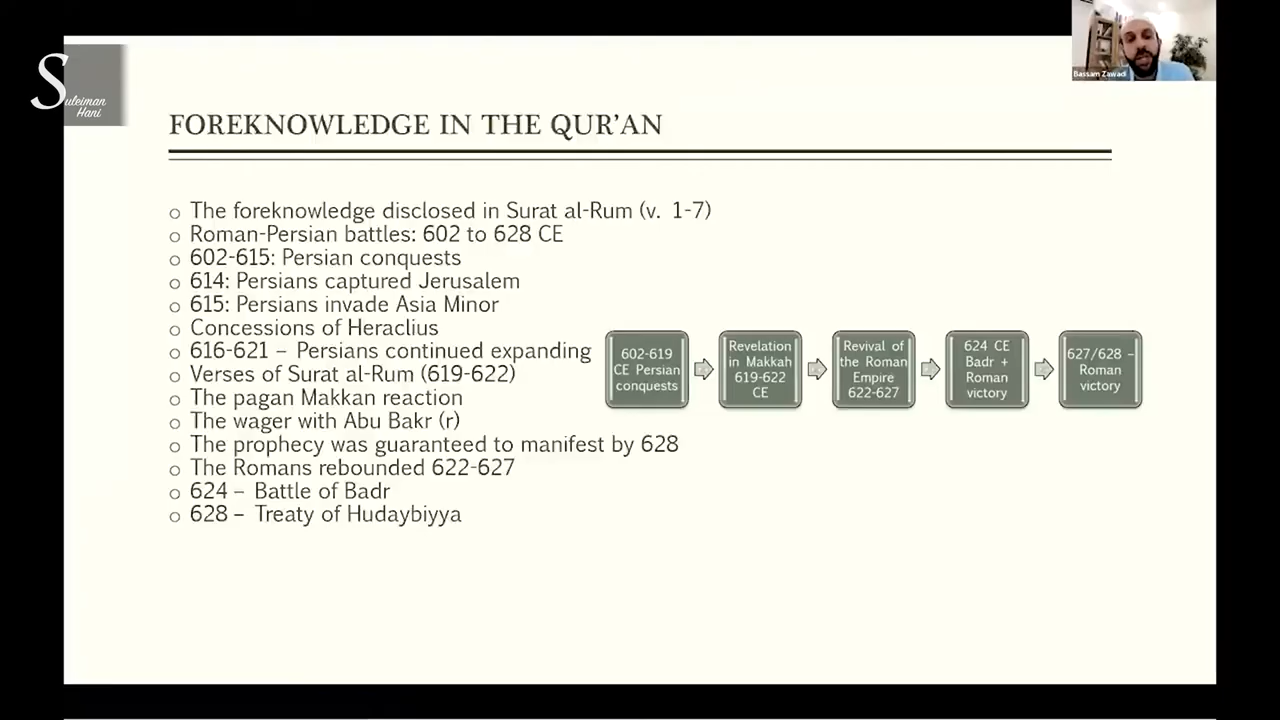 Suleiman
Hani
Bassam Zawadi
FOREKNOWLEDGE IN THE QUR'AN
o The foreknowledge disclosed in Surat al-Rum (v. 1-7)
o Roman-Persian battles: 602 to 628 CE
o 602-615: Persian conquests
o 614: Persians captured Jerusalem
o 615: Persians invade Asia Minor
o Concessions of Heraclius
o 616-621 – Persians continued expanding
o Verses of Surat al-Rum (619-622)
o The pagan Makkan reaction
o The wager with Abu Bakr (r)
o The prophecy was guaranteed to manifest by 628
o The Romans rebounded 622-627
o 624 – Battle of Badr
o 628 – Treaty of Hudaybiyya
602-619
CE Persian
conquests
Revelation
in Makkah
619-622
CE
Revival of
the Roman
Empire
622-627
624 CE
Badr +
Roman
victory
627/628 –
Roman
victory